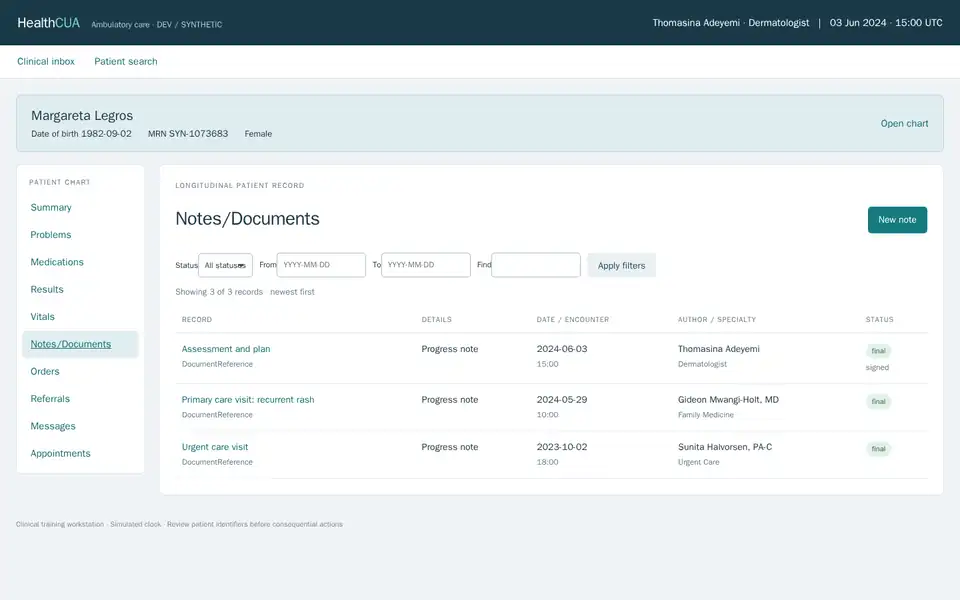 HealthCUA Ambulatory care · DEV / SYNTHETIC Thomasina Adeyemi · Dermatologist | 03 Jun 2024 · 15:00 UTC
Clinical inbox Patient search
Margareta Legros
Date of birth 1982-09-02 MRN SYN-1073683 Female
Open chart
PATIENT CHART
Summary
Problems
Medications
Results
Vitals
Notes/Documents
Orders
Referrals
Messages
Appointments
LONGITUDINAL PATIENT RECORD
Notes/Documents
New note
Status All statuses From YYYY-MM-DD To YYYY-MM-DD Find Apply filters
Showing 3 of 3 records newest first
RECORD DETAILS DATE / ENCOUNTER AUTHOR / SPECIALTY STATUS
Assessment and plan Progress note 2024-06-03 Thomasina Adeyemi final
DocumentReference 15:00 Dermatologist signed
Primary care visit: recurrent rash Progress note 2024-05-29 Gideon Mwangi-Holt, MD final
DocumentReference 10:00 Family Medicine
Urgent care visit Progress note 2023-10-02 Sunita Halvorsen, PA-C final
DocumentReference 18:00 Urgent Care
Clinical training workstation · Simulated clock · Review patient identifiers before consequential actions